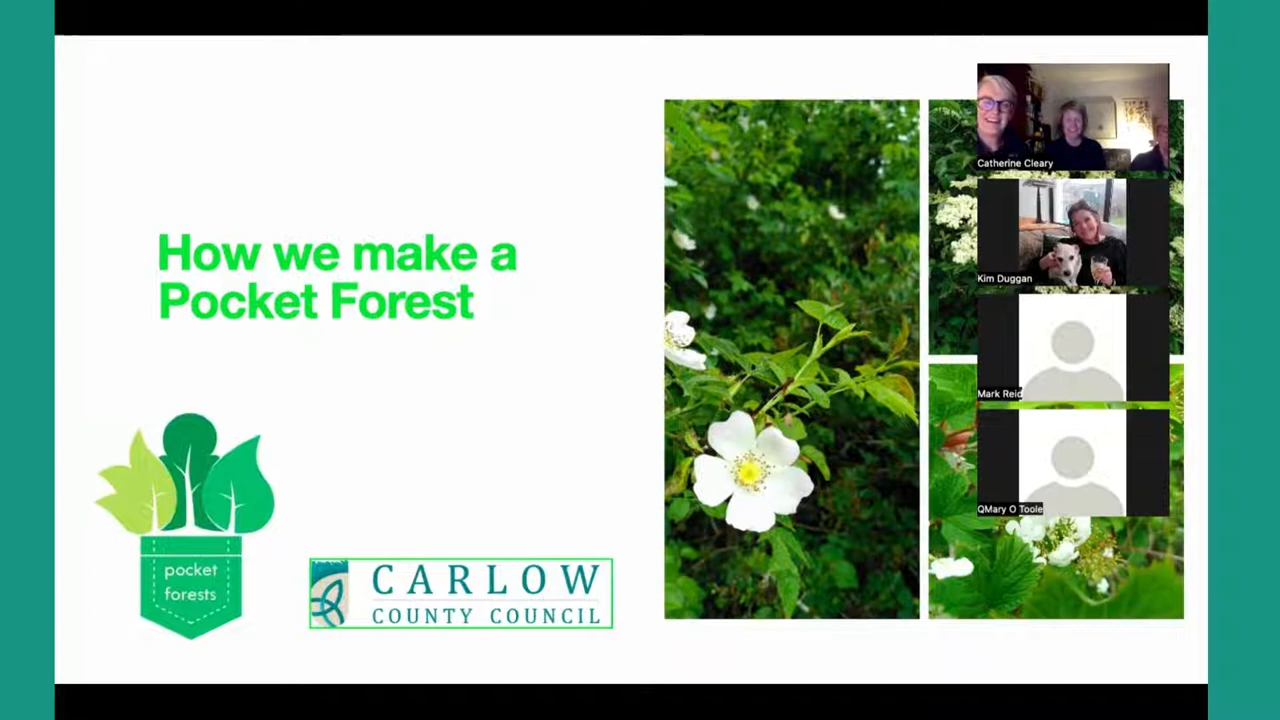 How we make a
Pocket Forest
pocket
forests
CARLOW
COUNTY COUNCIL
Catherine Cleary
Kim Duggan
Mark Reid
QMary O Toole